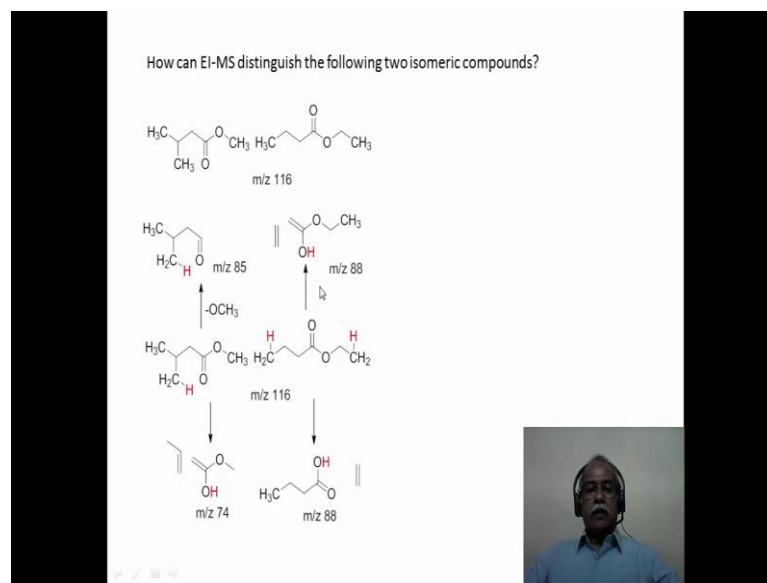 How can EI-MS distinguish the following two isomeric compounds?
O
H₃C O CH₃ H₃C O CH₃
CH₃ O
m/z 116
H₃C O CH₃
H₂C H O m/z 85 OH m/z 88
-OCH₃
H O H
H₃C O CH₃ H₂C O CH₂
H₂C H O
m/z 116
O OH
OH H₃C O
m/z 74 m/z 88